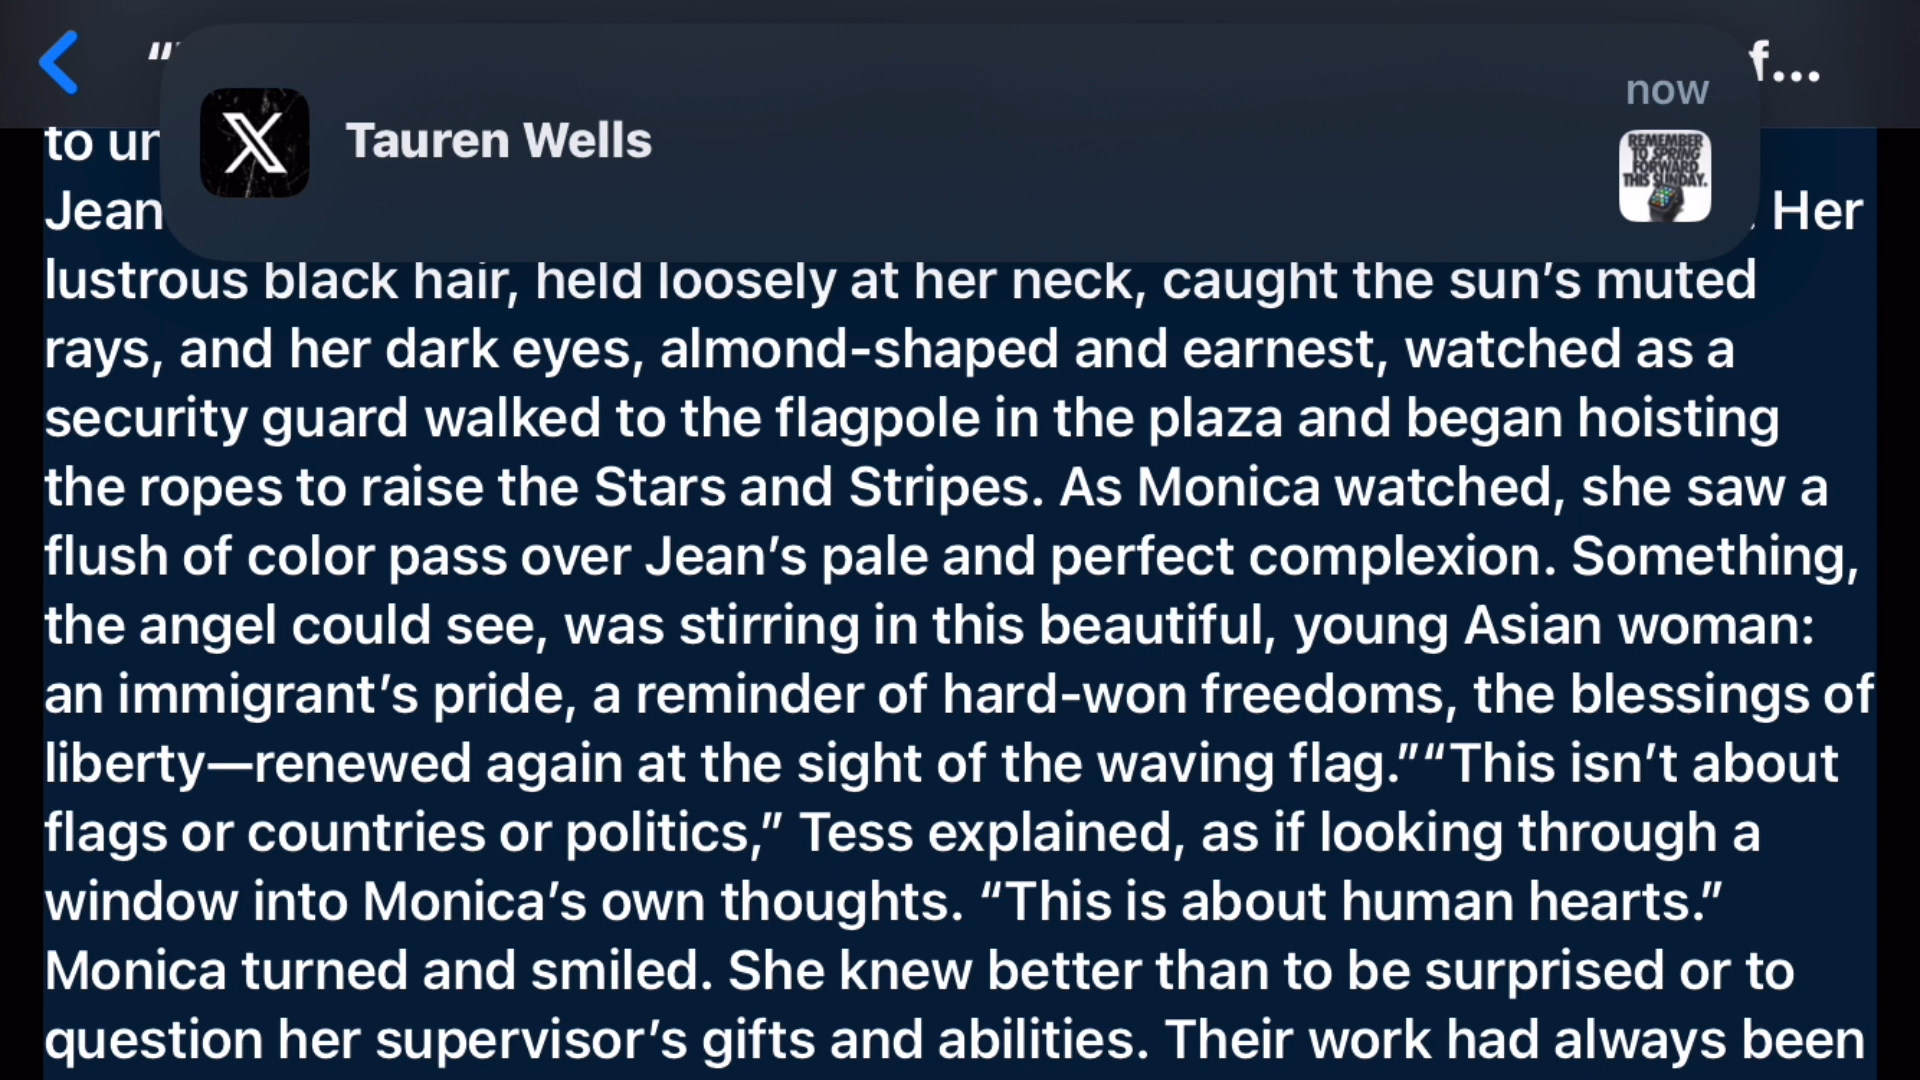 “
f...
now
Tauren Wells
REMEMBER
TO SPRING
FORWARD
THIS SUNDAY.
to un
Jean
. Her
lustrous black hair, held loosely at her neck, caught the sun’s muted
rays, and her dark eyes, almond-shaped and earnest, watched as a
security guard walked to the flagpole in the plaza and began hoisting
the ropes to raise the Stars and Stripes. As Monica watched, she saw a
flush of color pass over Jean’s pale and perfect complexion. Something,
the angel could see, was stirring in this beautiful, young Asian woman:
an immigrant’s pride, a reminder of hard-won freedoms, the blessings of
liberty—renewed again at the sight of the waving flag.”“This isn’t about
flags or countries or politics,” Tess explained, as if looking through a
window into Monica’s own thoughts. “This is about human hearts.”
Monica turned and smiled. She knew better than to be surprised or to
question her supervisor’s gifts and abilities. Their work had always been